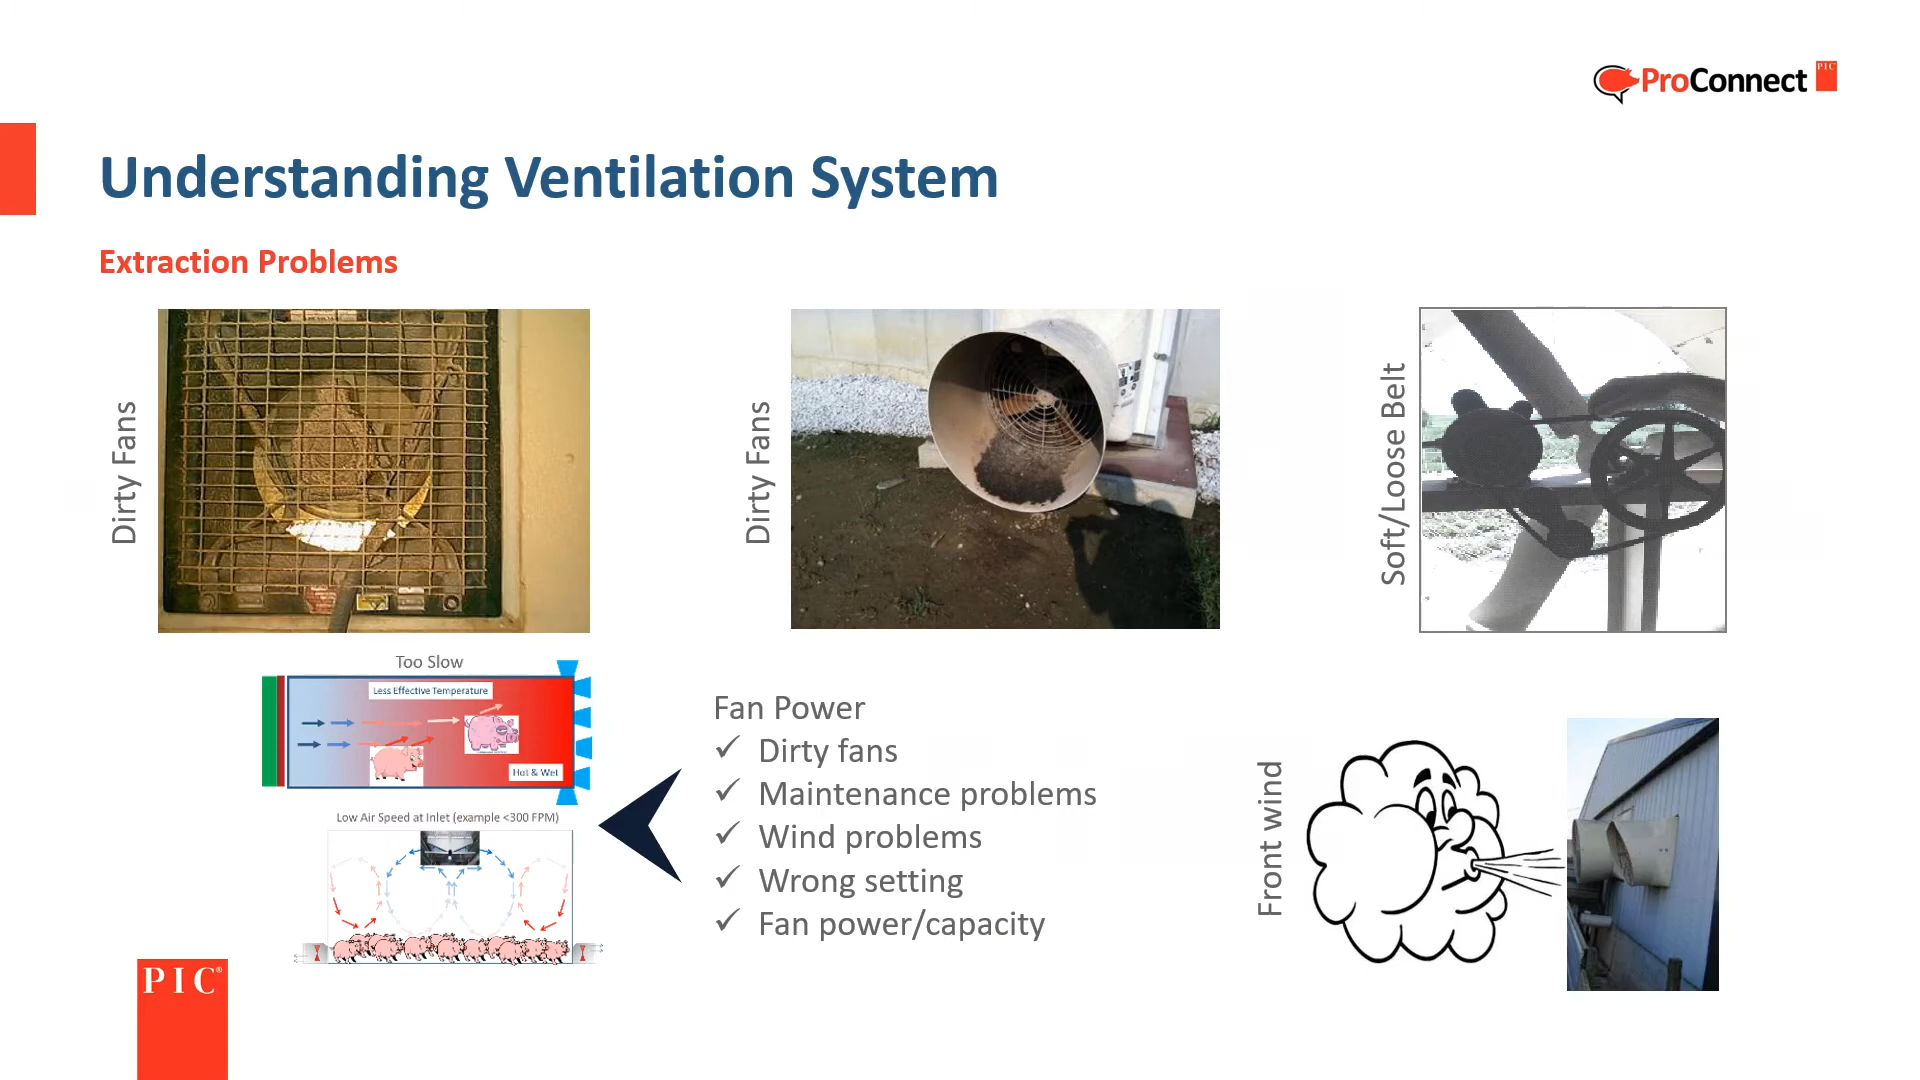 ProConnect
PIC
Understanding Ventilation System
Extraction Problems
Dirty Fans
Dirty Fans
Soft/Loose Belt
Too Slow
Less Effective Temperature
Hot & Wet
Low Air Speed at Inlet (example <300 FPM)
Fan Power
✓ Dirty fans
✓ Maintenance problems
✓ Wind problems
✓ Wrong setting
✓ Fan power/capacity
Front wind
PIC®